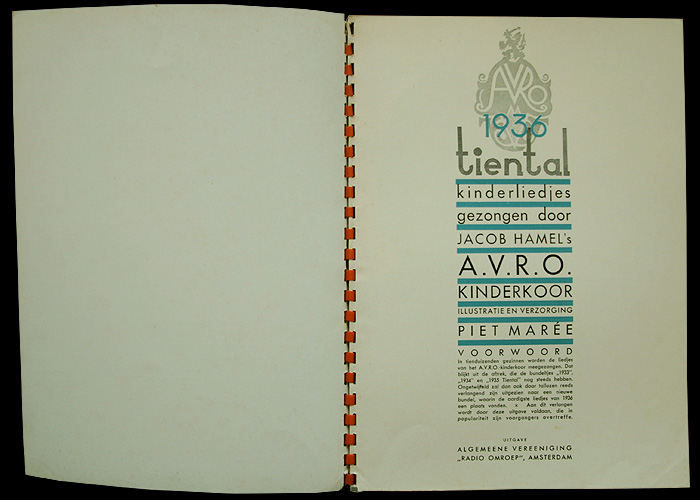 AVRO
1936
tiental
kinderliedjes
gezongen door
JACOB HAMEL's
A.V.R.O.
KINDERKOOR
ILLUSTRATIE EN VERZORGING
PIET MARÉE
VOORWOORD
In tienduizenden gezinnen worden de liedjes
van het A.V.R.O.-kinderkoor meegezongen. Dat
blijkt uit de aftrek, die de bundeltjes „1933",
„1934" en „1935 Tiental" nog steeds hebben.
Ongetwijfeld zal dan ook door tallozen reeds
verlangend zijn uitgezien naar een nieuwe
bundel, waarin de aardigste liedjes van 1936
een plaats vonden. Aan dit verlangen
wordt door deze uitgave voldaan, die in
populariteit zijn voorgangers overtreffe.
UITGAVE
ALGEMEENE VEREENIGING
„RADIO OMROEP", AMSTERDAM